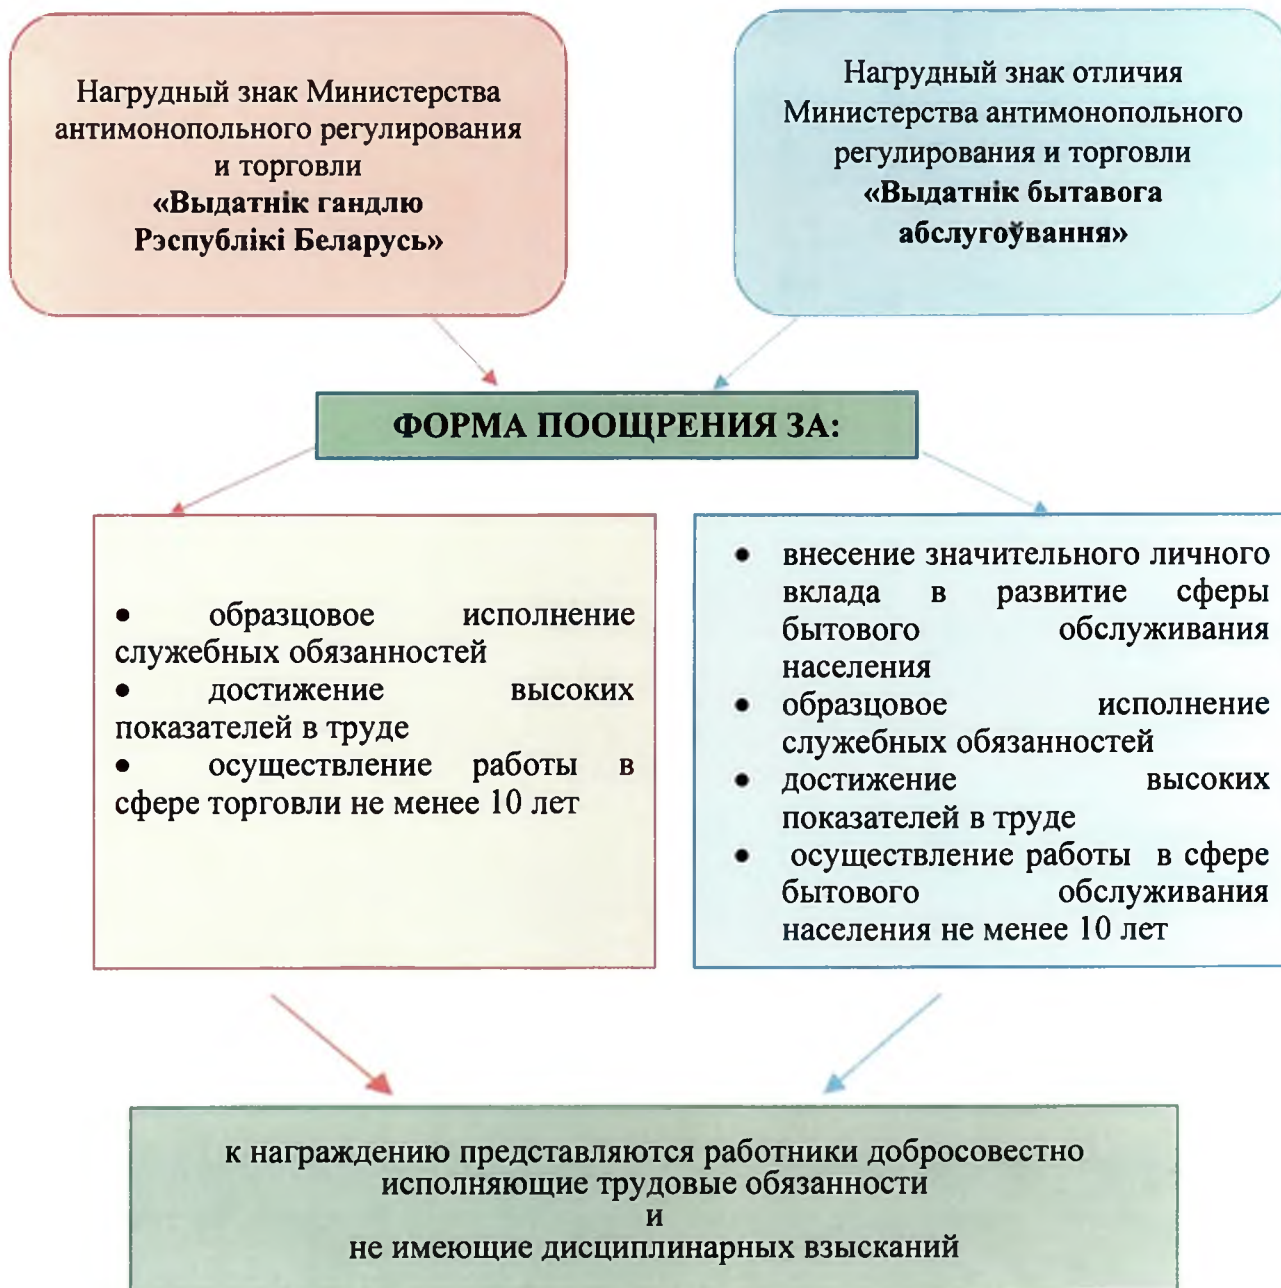 Нагрудный знак Министерства
антимонопольного регулирования
и торговли
«Выдатнік гандлю
Рэспублікі Беларусь»
Нагрудный знак отличия
Министерства антимонопольного
регулирования и торговли
«Выдатнік бытавога
абслугоўвання»
ФОРМА ПООЩРЕНИЯ ЗА:
• образцовое исполнение
служебных обязанностей
• достижение высоких
показателей в труде
• осуществление работы в
сфере торговли не менее 10 лет
• внесение значительного личного
вклада в развитие сферы
бытового обслуживания
населения
• образцовое исполнение
служебных обязанностей
• достижение высоких
показателей в труде
• осуществление работы в сфере
бытового обслуживания
населения не менее 10 лет
к награждению представляются работники добросовестно
исполняющие трудовые обязанности
и
не имеющие дисциплинарных взысканий